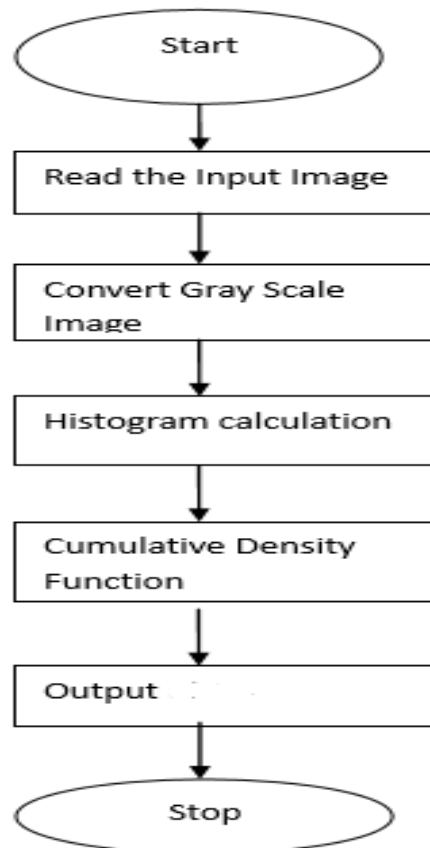 Start
Read the Input Image
Convert Gray Scale
Image
Histogram calculation
Cumulative Density
Function
Output
Stop